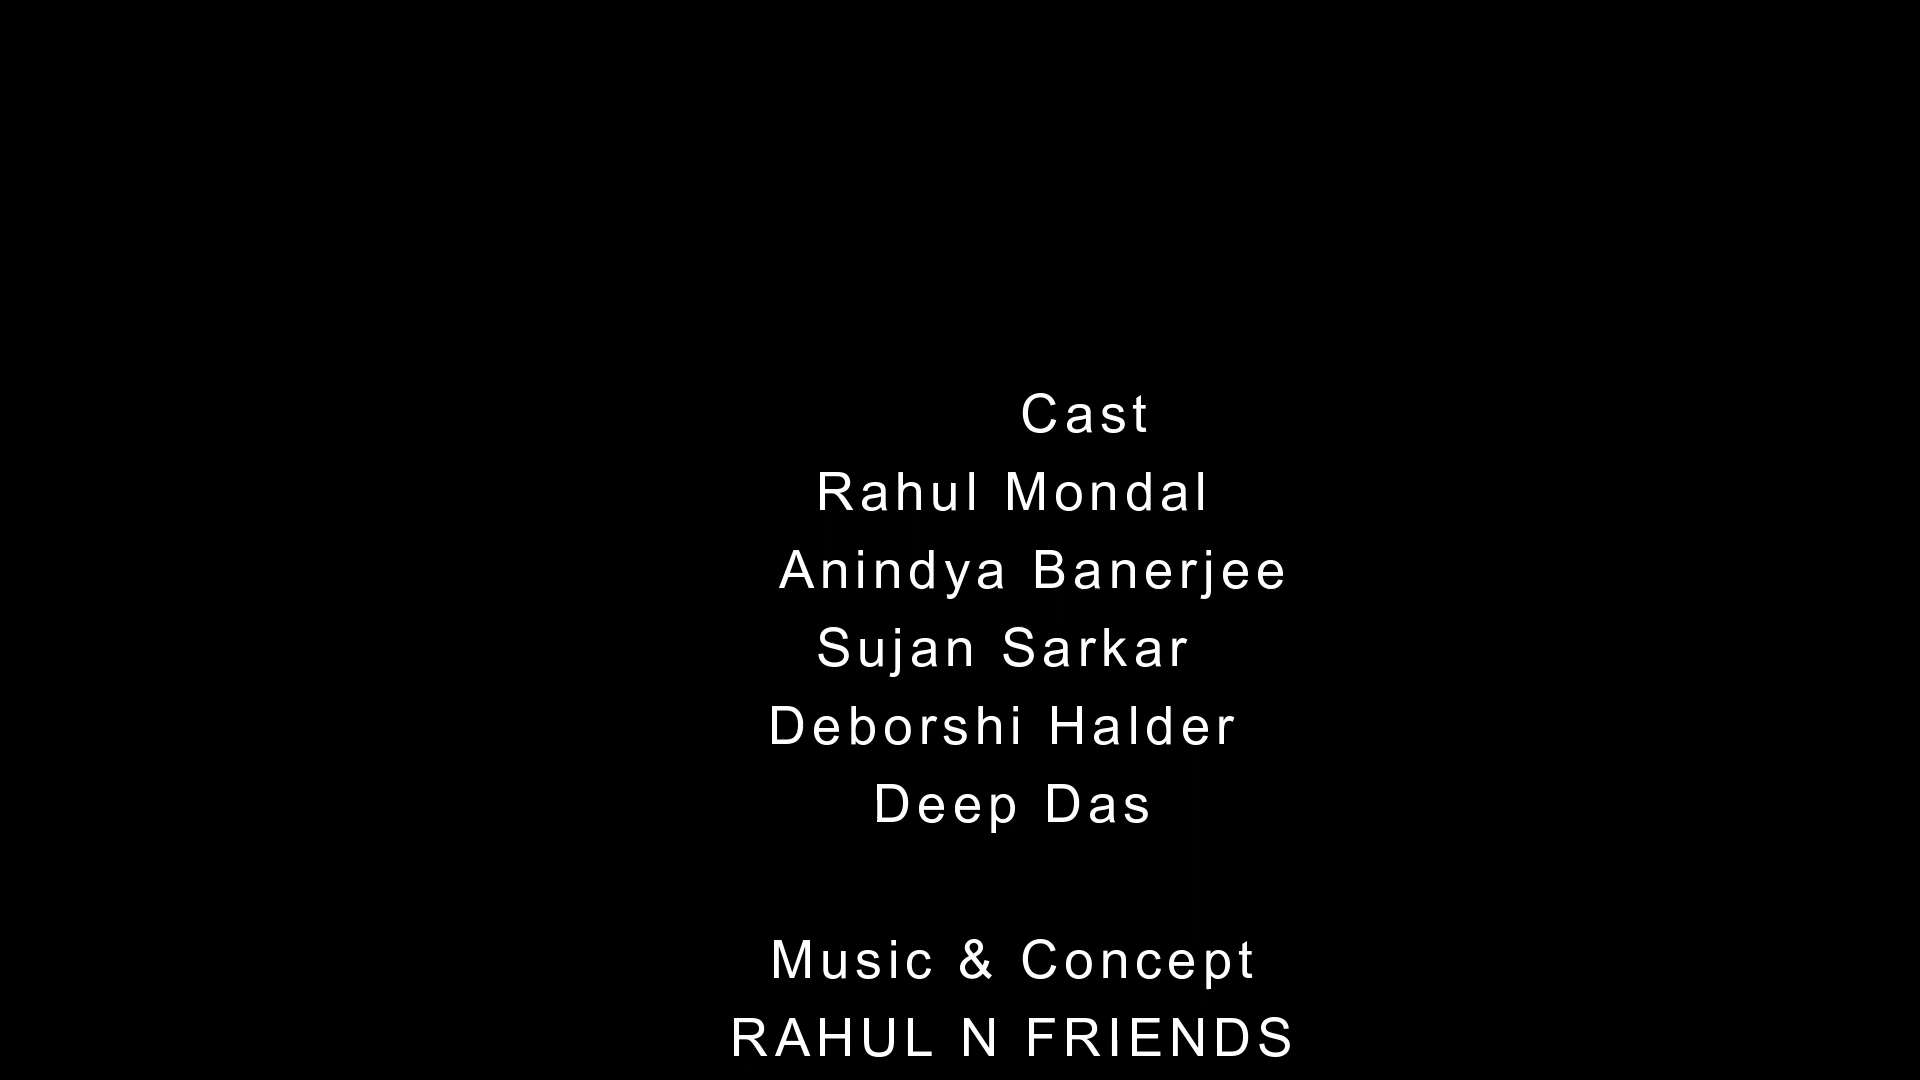 Cast
Rahul Mondal
Anindya Banerjee
Sujan Sarkar
Deborshi Halder
Deep Das
Music & Concept
RAHUL N FRIENDS